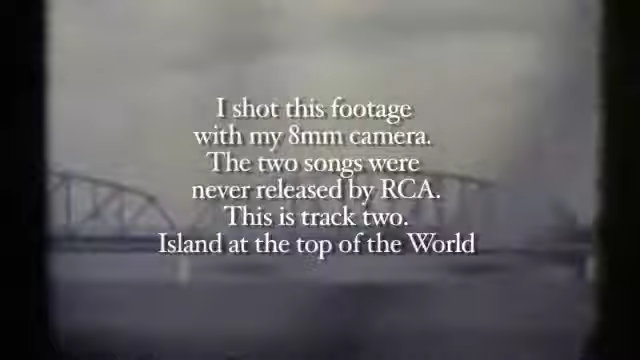 I shot this footage
with my 8mm camera.
The two songs were
never released by RCA.
This is track two.
Island at the top of the World